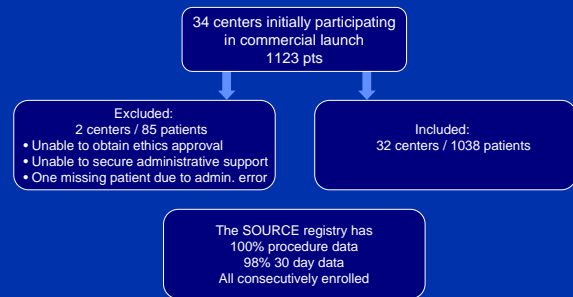 34 centers initially participating
in commercial launch
1123 pts
Excluded:
2 centers / 85 patients
• Unable to obtain ethics approval
• Unable to secure administrative support
• One missing patient due to admin. error
Included:
32 centers / 1038 patients
The SOURCE registry has
100% procedure data
98% 30 day data
All consecutively enrolled